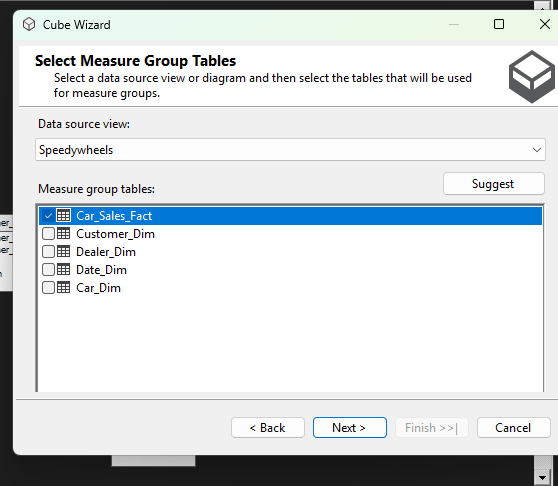 Cube Wizard
Select Measure Group Tables
Select a data source view or diagram and then select the tables that will be used
for measure groups.
Data source view:
Speedywheels
Measure group tables:
Suggest
Car_Sales_Fact
Customer_Dim
Dealer_Dim
Date_Dim
Car_Dim
< Back
Next >
Finish >>|
Cancel